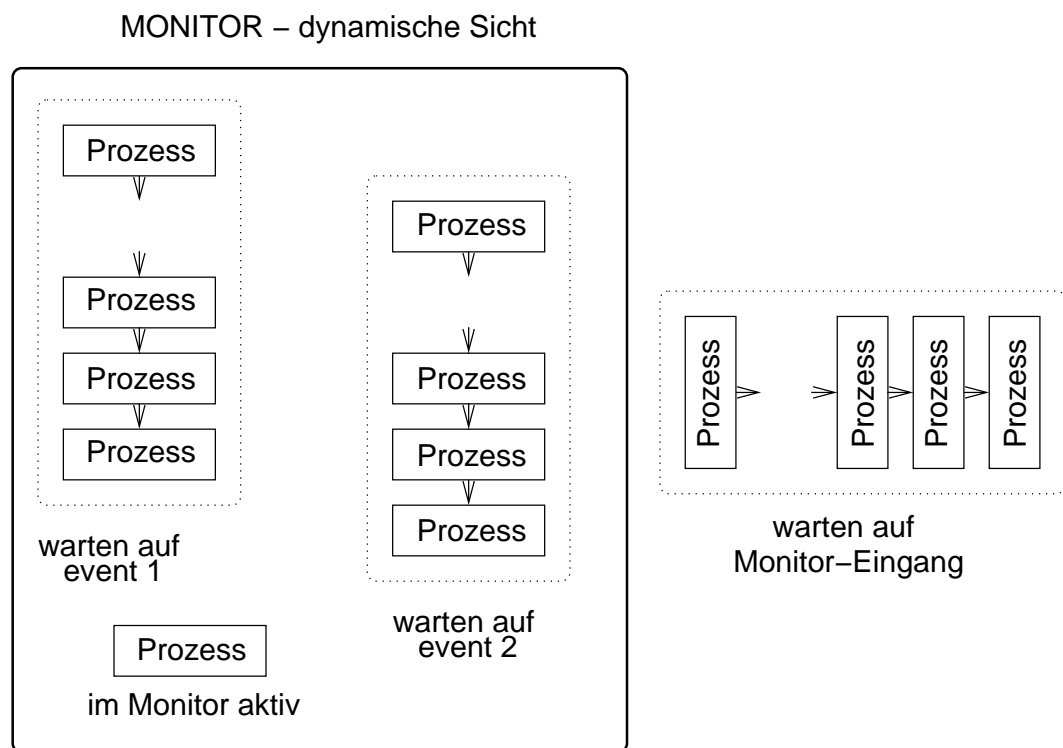 MONITOR – dynamische Sicht
Prozess
Prozess
Prozess
Prozess
warten auf
event 1
Prozess
Prozess
Prozess
Prozess
warten auf
event 2
Prozess
im Monitor aktiv
Prozess
Prozess
Prozess
Prozess
warten auf
Monitor–Eingang